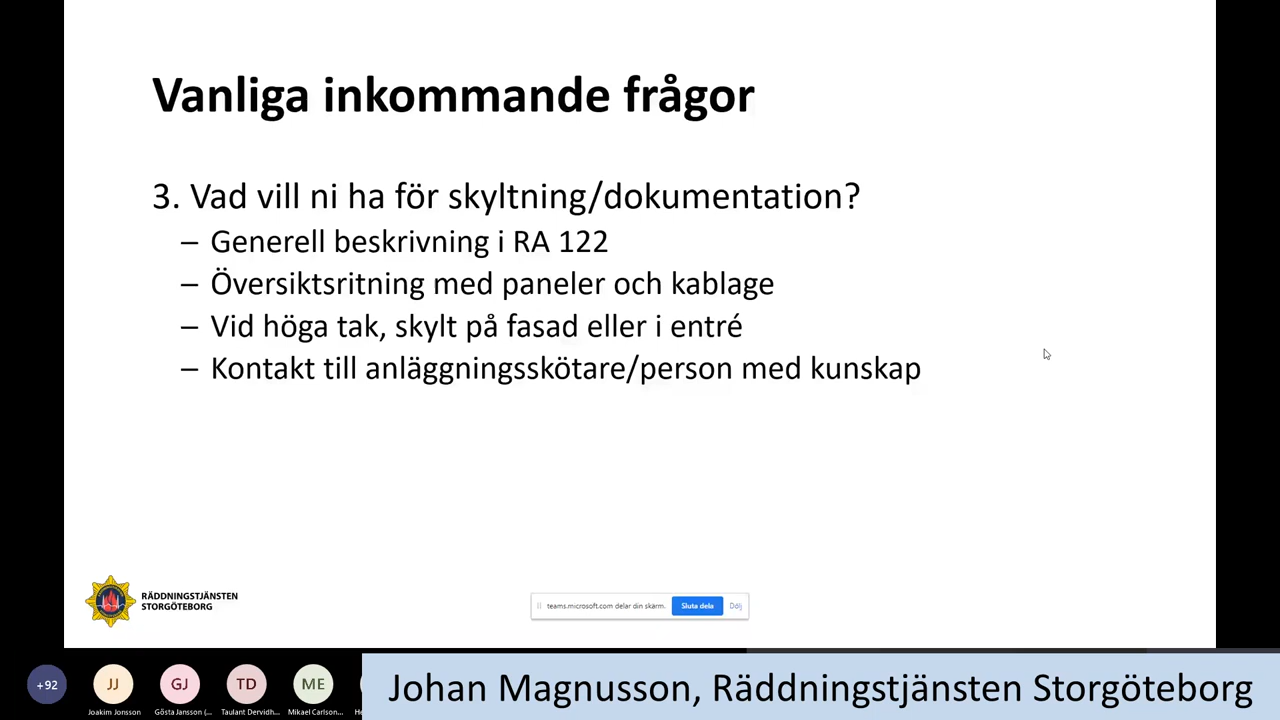 Vanliga inkommande frågor
3. Vad vill ni ha för skyltning/dokumentation?
– Generell beskrivning i RA 122
– Översiktsritning med paneler och kablage
– Vid höga tak, skylt på fasad eller i entré
– Kontakt till anläggningsskötare/person med kunskap
RÄDDNINGSTJÄNSTEN
STORGÖTEBORG
teams.microsoft.com delar din skärm. Sluta dela Dölj
+92 JJ GJ TD ME
Joakim Jonsson Gösta Jansson (... Taulant Dervidh... Mikael Carlson...
Johan Magnusson, Räddningstjänsten Storgöteborg